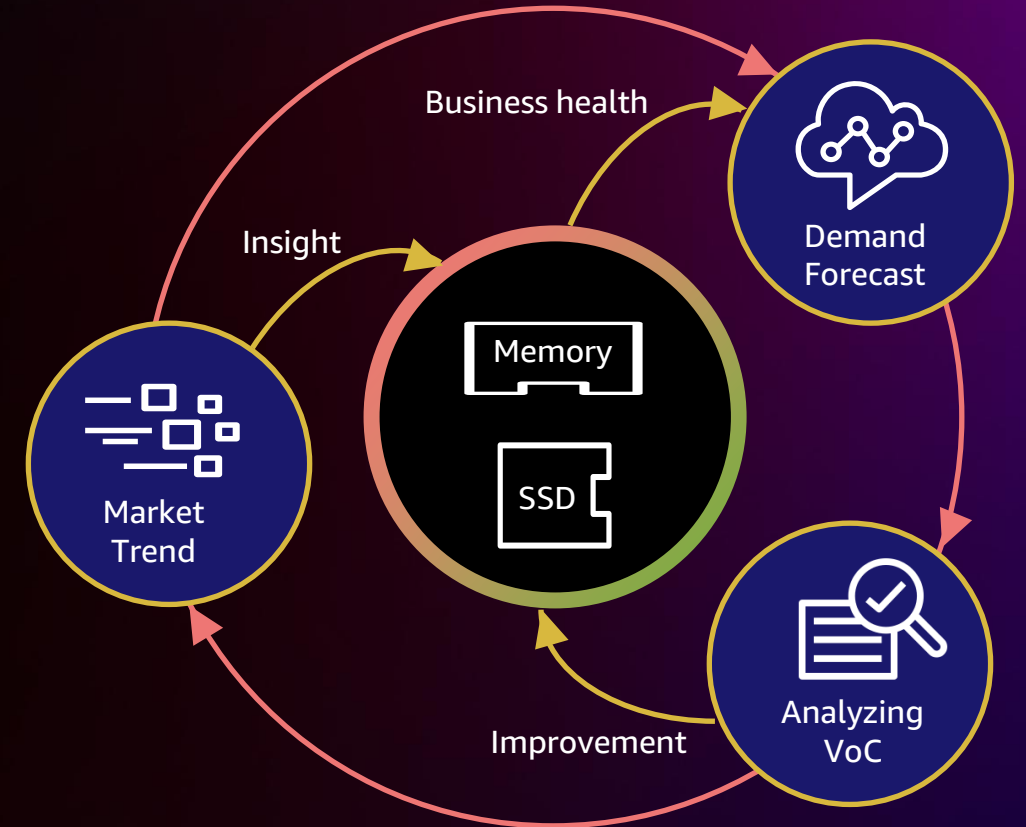 Business health
Insight
Demand
Forecast
Memory
SSD
Market
Trend
Analyzing
VoC
Improvement